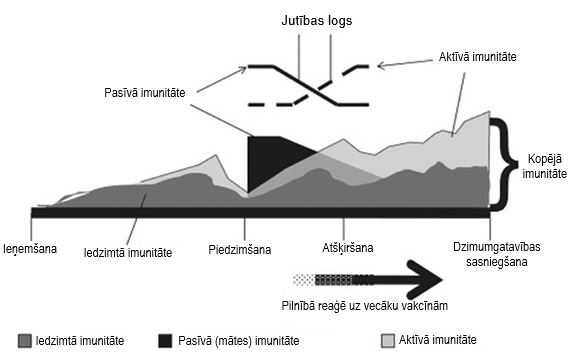 Jutības logs
Aktīvā imunitāte
Pasīvā imunitāte
Kopējā
imunitāte
Ieņemšana
Iedzimtā imunitāte
Piedzimšana
Atšķiršana
Dzimumgatavības
sasniegšana
Pilnībā reaģē uz vecāku vakcīnām
Iedzimtā imunitāte
Pasīvā (mātes) imunitāte
Aktīvā imunitāte